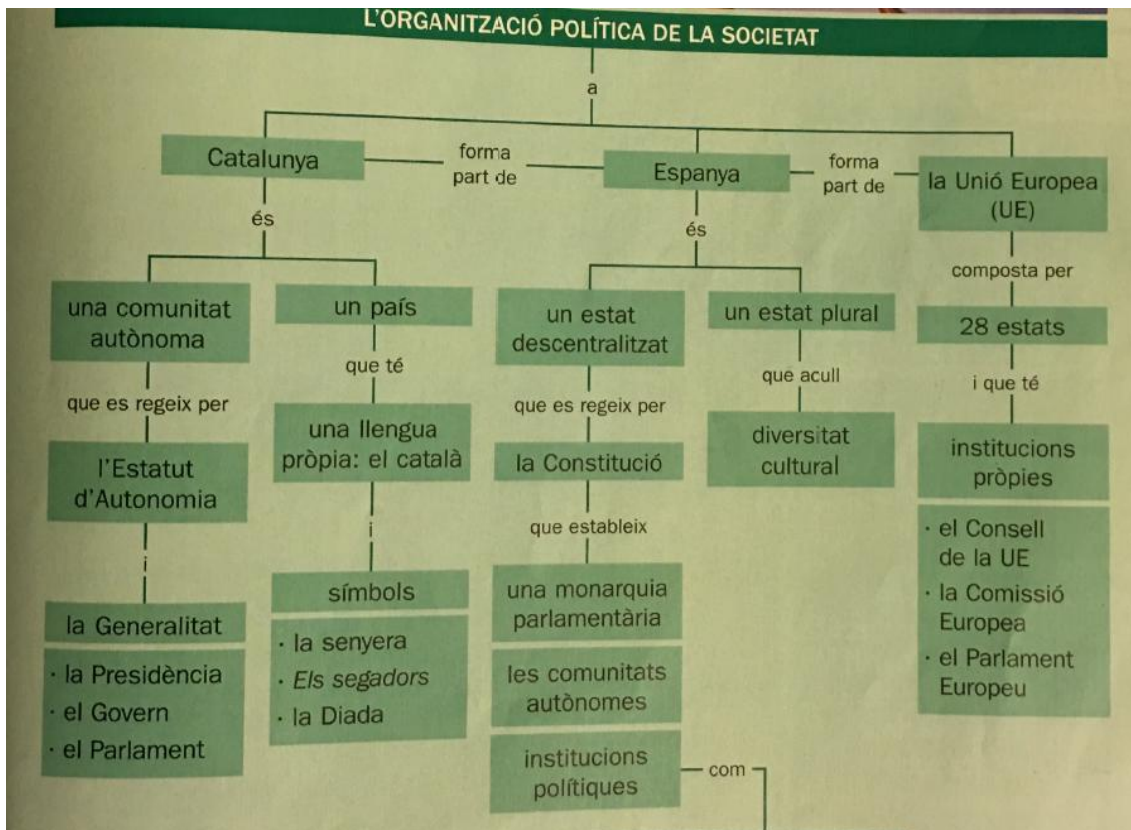 L'ORGANITZACIÓ POLÍTICA DE LA SOCIETAT
a
Catalunya
forma
part de
Espanya
forma
part de
la Unió Europea
(UE)
és
una comunitat
autònoma
que es regeix per
l'Estatut
d'Autonomia
i
la Generalitat
· la Presidència
· el Govern
· el Parlament
un país
que té
una llengua
pròpia: el català
i
símbols
· la senyera
· Els segadors
· la Diada
és
un estat
descentralitzat
que es regeix per
la Constitució
que estableix
una monarquia
parlamentària
les comunitats
autònomes
institucions
polítiques
com
un estat plural
que acull
diversitat
cultural
composta per
28 estats
i que té
institucions
pròpies
· el Consell
de la UE
· la Comissió
Europea
· el Parlament
Europeu